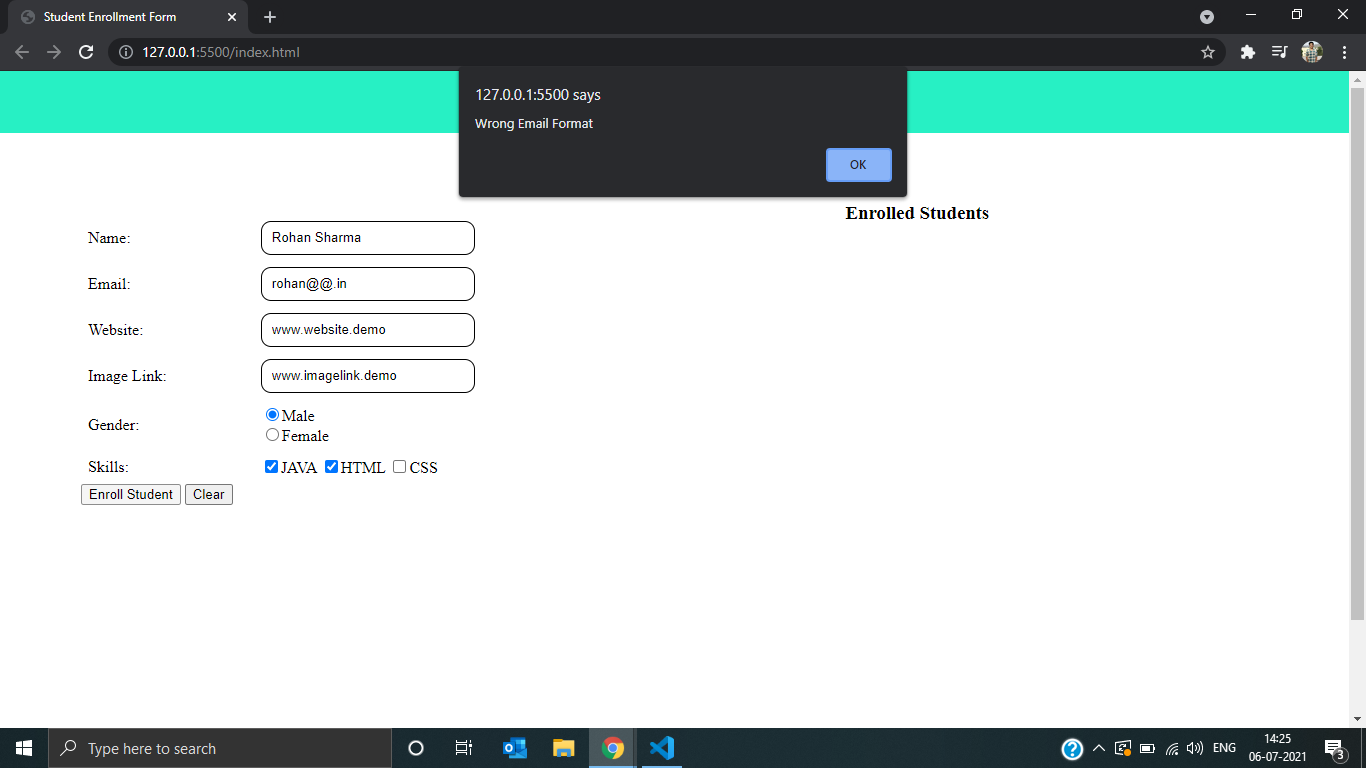 Student Enrollment Form
127.0.0.1:5500/index.html
127.0.0.1:5500 says
Wrong Email Format
OK
Enrolled Students
Name: Rohan Sharma
Email: rohan@@.in
Website: www.website.demo
Image Link: www.imagelink.demo
Gender: Male
Female
Skills: JAVA HTML CSS
Enroll Student Clear
Type here to search
ENG
14:25
06-07-2021
3